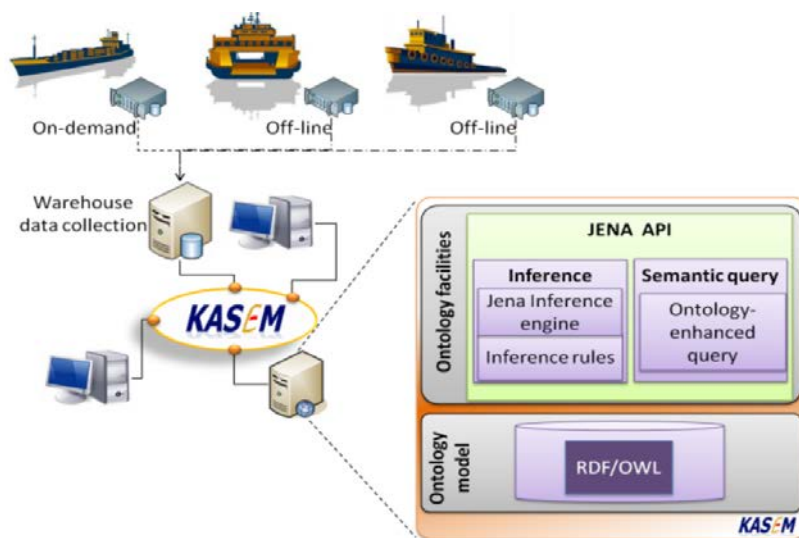 On-demand
Off-line
Off-line
Warehouse
data collection
KASEM
Ontology facilities
JENA API
Inference
Jena Inference
engine
Inference rules
Semantic query
Ontology-
enhanced
query
Ontology
model
RDF/OWL
KASEM